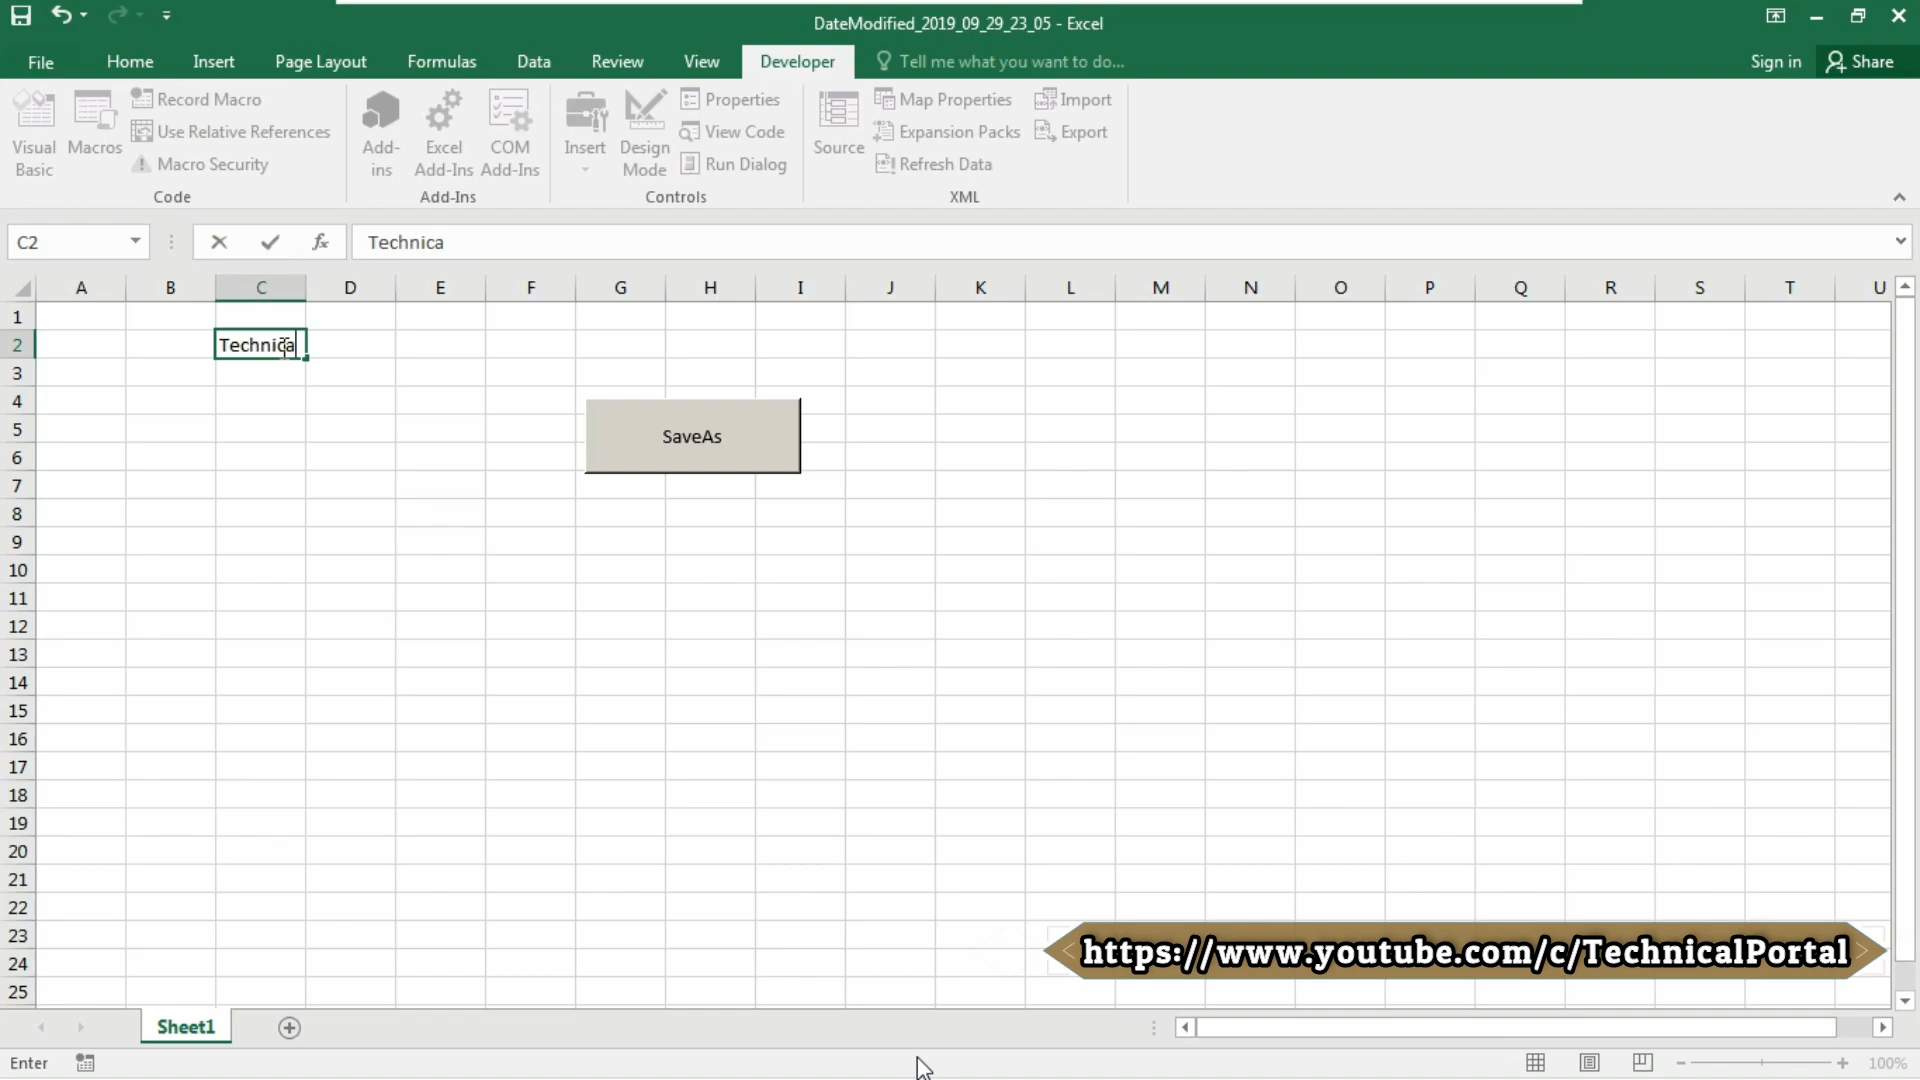 DateModified_2019_09_29_23_05 - Excel
File Home Insert Page Layout Formulas Data Review View Developer Tell me what you want to do... Sign in Share
Visual Basic
Macros
Record Macro
Use Relative References
Macro Security
Code
Add-ins
Excel Add-Ins
COM Add-Ins
Add-Ins
Insert
Design Mode
Properties
View Code
Run Dialog
Controls
Source
Map Properties
Expansion Packs
Refresh Data
Import
Export
XML
C2 fx Technica
A B C D E F G H I J K L M N O P Q R S T U
1
2 Technica
3
4
5 SaveAs
6
7
8
9
10
11
12
13
14
15
16
17
18
19
20
21
22
23
https://www.youtube.com/c/TechnicalPortal
24
25
Sheet1
Enter 100%